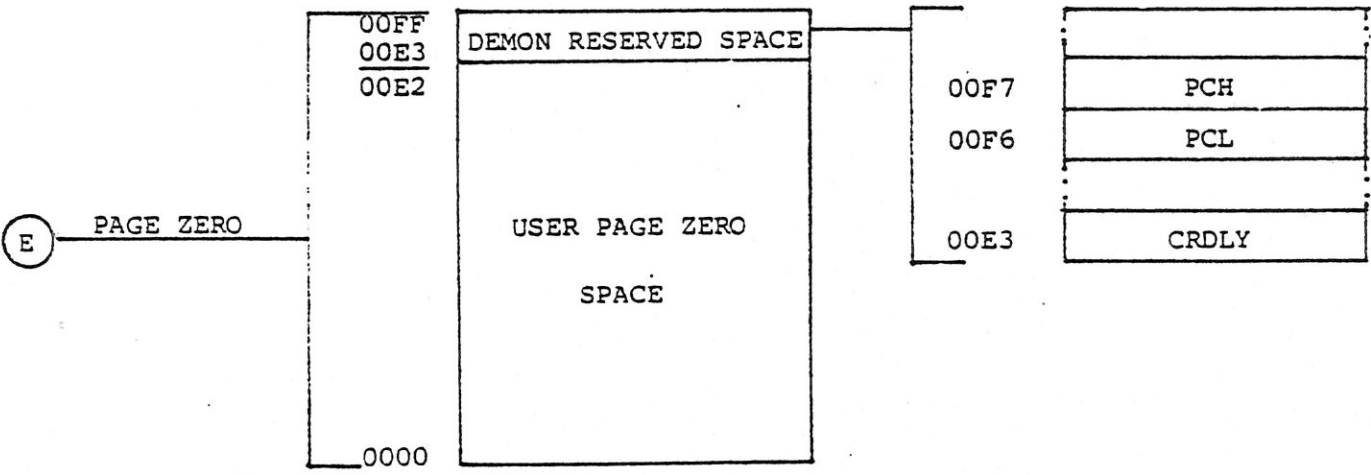 00FF
00E3
00E2
DEMON RESERVED SPACE
00F7 PCH
00F6 PCL
E PAGE ZERO
USER PAGE ZERO
SPACE
00E3 CRDLY
0000